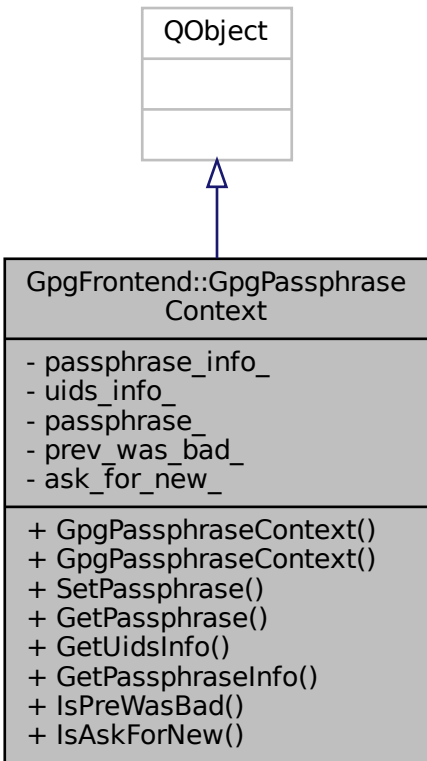 QObject
GpgFrontend::GpgPassphrase
Context
- passphrase_info_
- uids_info_
- passphrase_
- prev_was_bad_
- ask_for_new_
+ GpgPassphraseContext()
+ GpgPassphraseContext()
+ SetPassphrase()
+ GetPassphrase()
+ GetUidsInfo()
+ GetPassphraseInfo()
+ IsPreWasBad()
+ IsAskForNew()